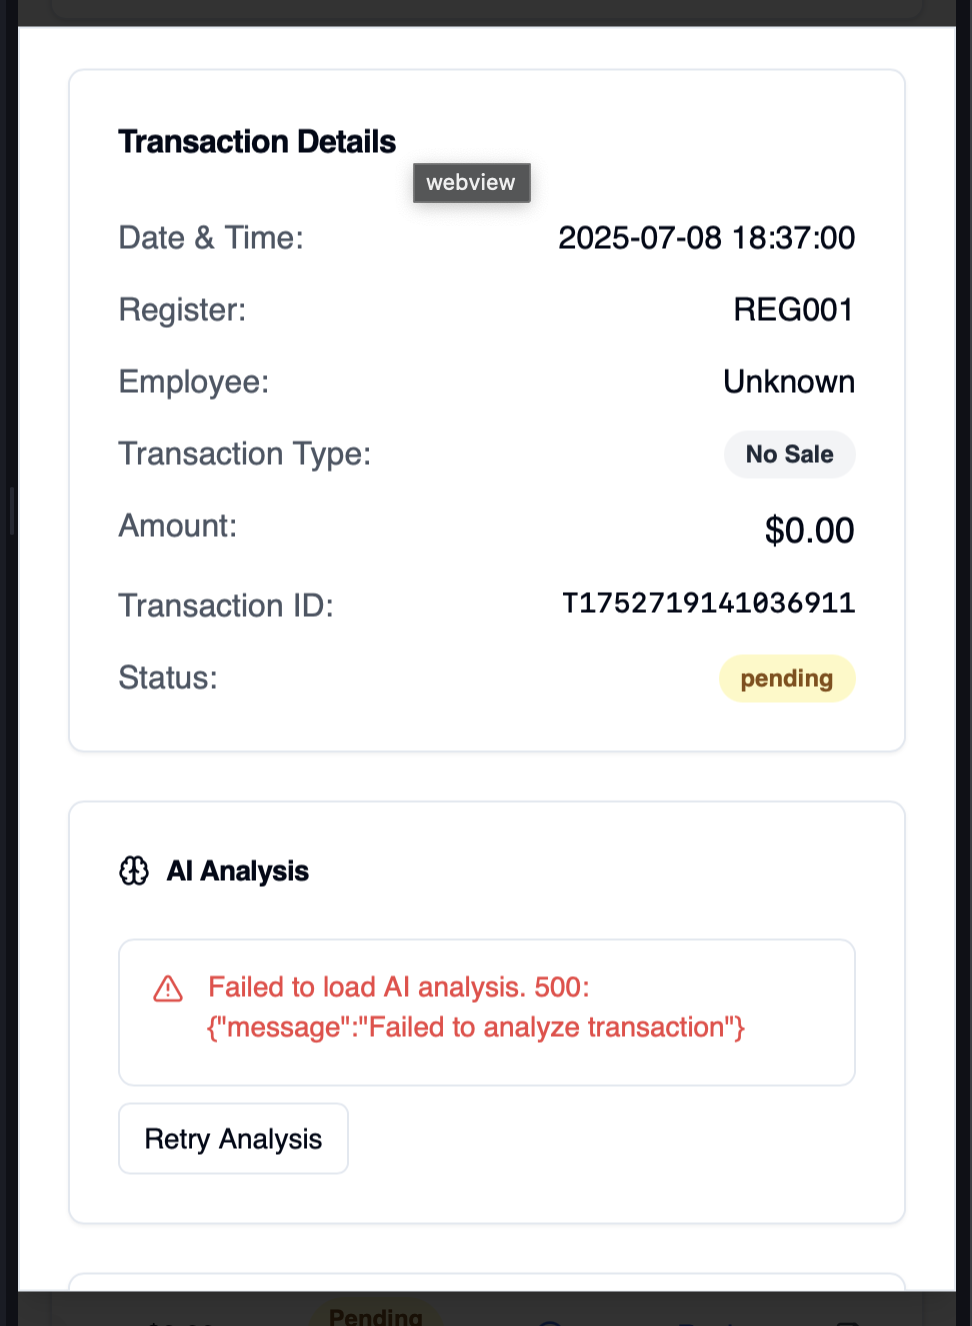 Transaction Details
webview
Date & Time: 2025-07-08 18:37:00
Register: REG001
Employee: Unknown
Transaction Type: No Sale
Amount: $0.00
Transaction ID: T1752719141036911
Status: pending
AI Analysis
Failed to load AI analysis. 500:
{"message":"Failed to analyze transaction"}
Retry Analysis
Pending